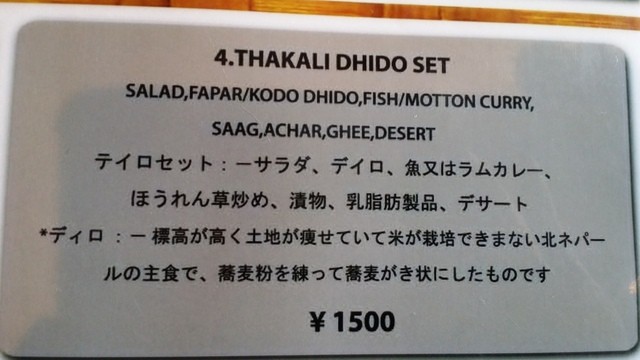 4.THAKALI DHIDO SET
SALAD,FAPAR/KODO DHIDO,FISH/MOTTON CURRY,
SAAG,ACHAR,GHEE,DESERT
テイロセット：ーサラダ、デイロ、魚又はラムカレー、
ほうれん草炒め、漬物、乳脂肪製品、デサート
*ディロ：ー標高が高く土地が痩せていて米が栽培できまない北ネパー
ルの主食で、蕎麦粉を練って蕎麦がき状にしたものです
¥1500